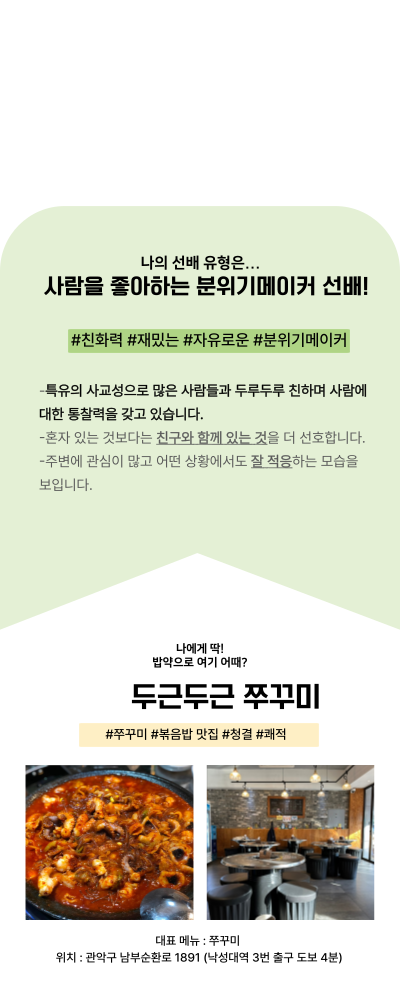 나의 선배 유형은...
사람을 좋아하는 분위기메이커 선배!
#친화력 #재밌는 #자유로운 #분위기메이커
-특유의 사교성으로 많은 사람들과 두루두루 친하며 사람에
대한 통찰력을 갖고 있습니다.
-혼자 있는 것보다는 친구와 함께 있는 것을 더 선호합니다.
-주변에 관심이 많고 어떤 상황에서도 잘 적응하는 모습을
보입니다.
나에게 딱!
밥약으로 여기 어때?
두근두근 쭈꾸미
#쭈꾸미 #볶음밥 맛집 #청결 #쾌적
대표 메뉴 : 쭈꾸미
위치 : 관악구 남부순환로 1891 (낙성대역 3번 출구 도보 4분)